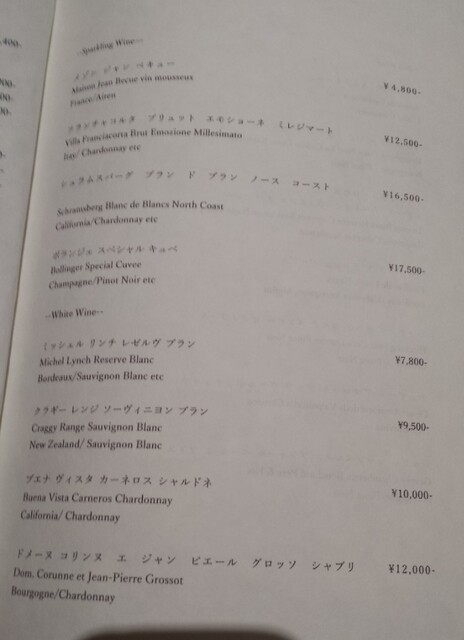 ,400-
--Sparkling Wine--
メゾン ジャン ベキュー
Maison Jean Becue vin mousseux
France/Airen
¥4,800-
フランチャコルタ ブリュット エモショーネ ミレジマート
Villa Franciacorta Brut Emozione Millesimato
Itary/ Chardonnay etc
¥12,500-
シュラムスバーグ ブラン ド ブラン ノース コースト
Schramsberg Blanc de Blancs North Coast
California/Chardonnay etc
¥16,500-
ボランジェ スペシャル キュベ
Bollinger Special Cuvee
Champagne/Pinot Noir etc
¥17,500-
--White Wine--
ミッシェル リンチ レゼルヴ ブラン
Michel Lynch Reserve Blanc
Bordeaux/Sauvignon Blanc etc
¥7,800-
クラギー レンジ ソーヴィニヨン ブラン
Craggy Range Sauvignon Blanc
New Zealand/ Sauvignon Blanc
¥9,500-
ブエナ ヴィスタ カーネロス シャルドネ
Buena Vista Carneros Chardonnay
California/ Chardonnay
¥10,000-
ドメーヌ コリンヌ エ ジャン ピエール グロッソ シャブリ
Dom. Corunne et Jean-Pierre Grossot
Bourgogne/Chardonnay
¥12,000-